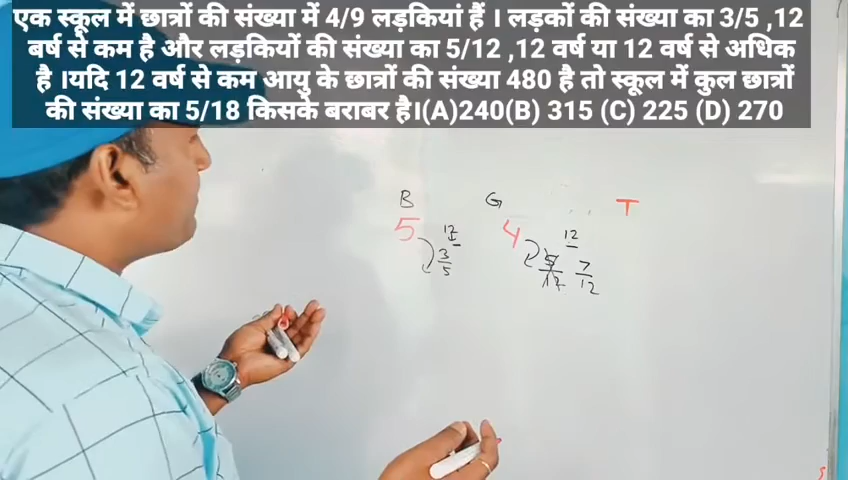 एक स्कूल में छात्रों की संख्या में 4/9 लड़कियां हैं । लड़कों की संख्या का 3/5 ,12
बर्ष से कम है और लड़कियों की संख्या का 5/12 ,12 वर्ष या 12 वर्ष से अधिक
है ।यदि 12 वर्ष से कम आयु के छात्रों की संख्या 480 है तो स्कूल में कुल छात्रों
की संख्या का 5/18 किसके बराबर है।(A)240(B) 315 (C) 225 (D) 270
B G T
5 12 4 12
3/5 5/12 7/12